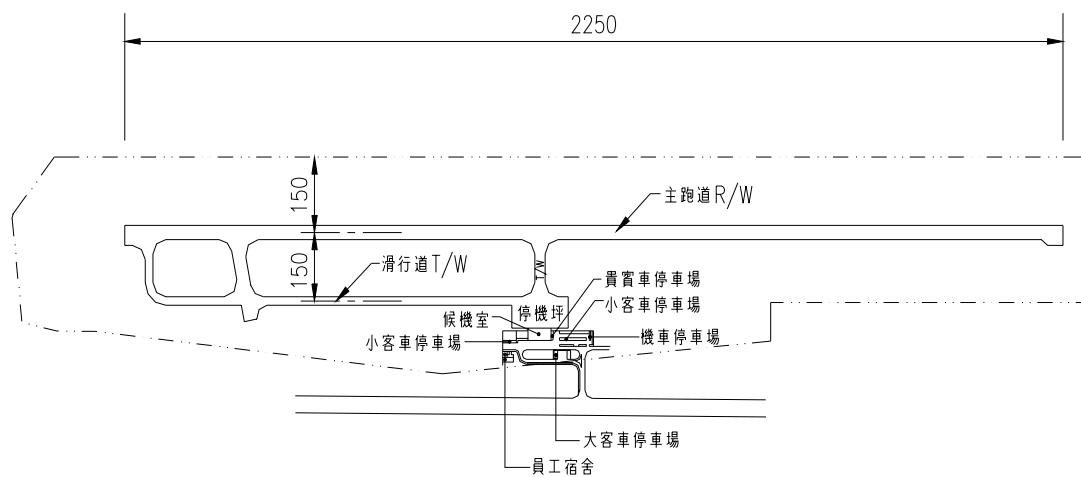 2250
150
主跑道R/W
150
滑行道T/W
T/W
貴賓車停車場
停機坪
小客車停車場
候機室
機車停車場
小客車停車場
大客車停車場
員工宿舍